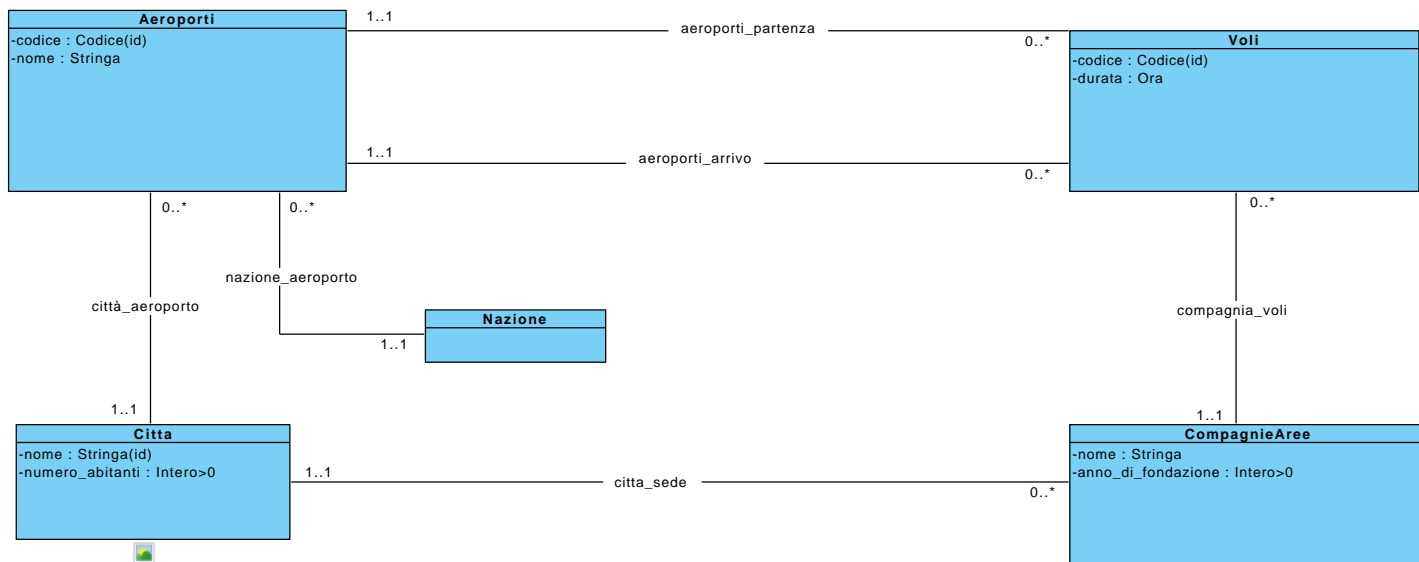 Aeroporti
-codice : Codice(id)
-nome : Stringa
1..1
aeroporti_partenza
0..*
Voli
-codice : Codice(id)
-durata : Ora
1..1
aeroporti_arrivo
0..*
0..*
0..*
0..*
nazione_aeroporto
città_aeroporto
compagnia_voli
Nazione
1..1
1..1
1..1
Citta
-nome : Stringa(id)
-numero_abitanti : Intero>0
1..1
citta_sede
0..*
CompagnieAree
-nome : Stringa
-anno_di_fondazione : Intero>0